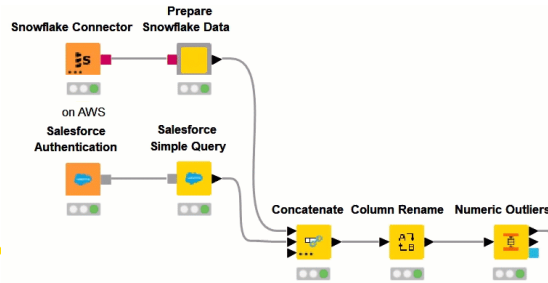 Prepare
Snowflake Connector Snowflake Data
on AWS
Salesforce
Authentication
Salesforce
Simple Query
Concatenate Column Rename Numeric Outliers